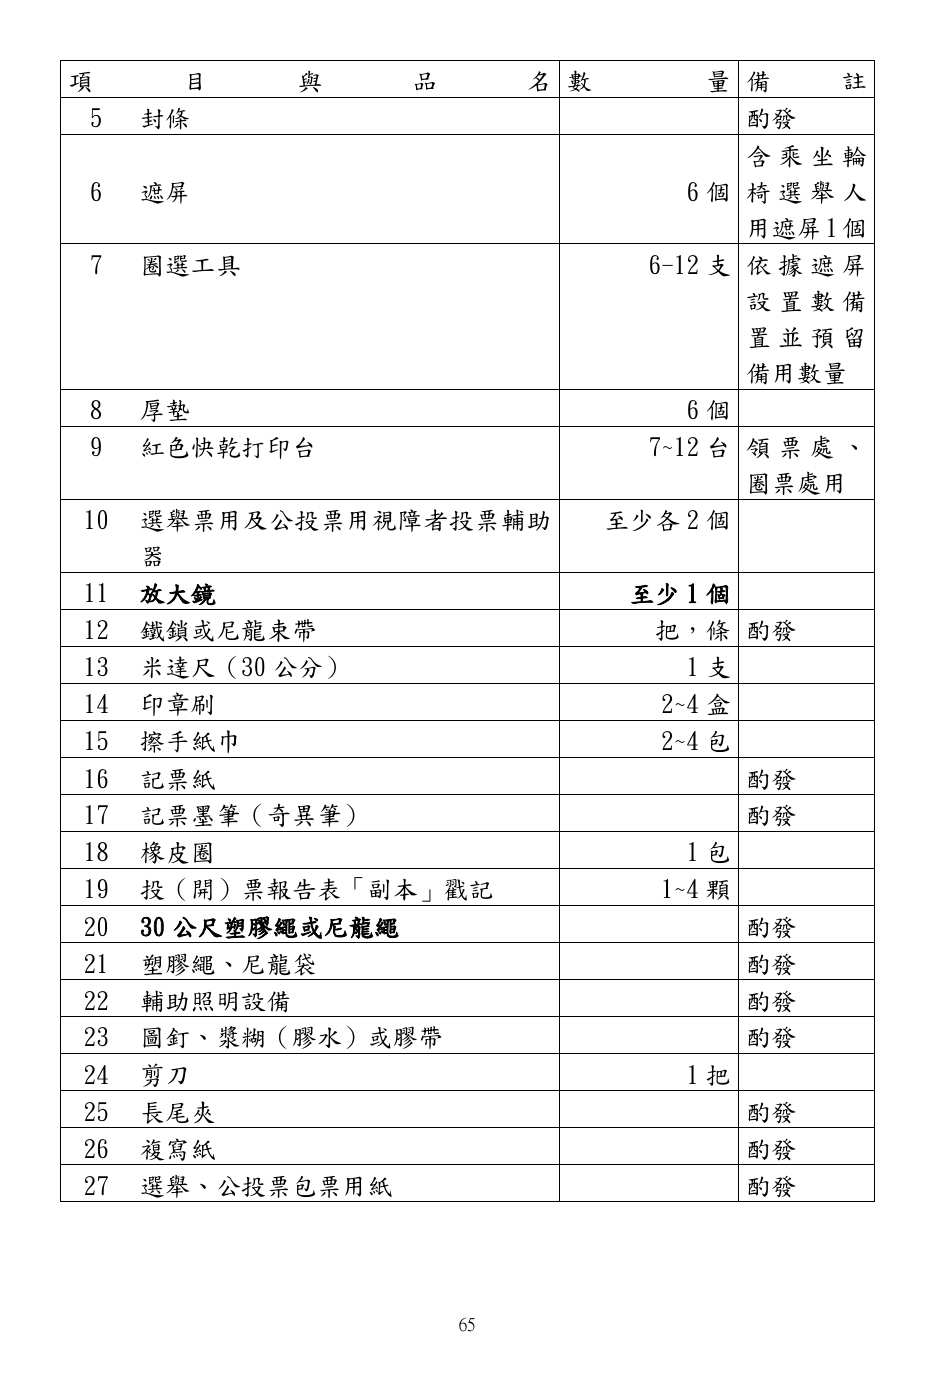 項目與品名 數量 備註
5 封條 酌發
含乘坐輪
6 遮屏 6 個 椅選舉人
用遮屏1個
7 圈選工具 6-12 支 依據遮屏
設置數備
置並預留
備用數量
8 厚墊 6 個
9 紅色快乾打印台 7~12 台 領票處、
圈票處用
10 選舉票用及公投票用視障者投票輔助 至少各 2 個
器
11 放大鏡 至少 1 個
12 鐵鎖或尼龍束帶 把，條 酌發
13 米達尺（30 公分） 1 支
14 印章刷 2~4 盒
15 擦手紙巾 2~4 包
16 記票紙 酌發
17 記票墨筆（奇異筆） 酌發
18 橡皮圈 1 包
19 投（開）票報告表「副本」戳記 1~4 顆
20 30 公尺塑膠繩或尼龍繩 酌發
21 塑膠繩、尼龍袋 酌發
22 輔助照明設備 酌發
23 圖釘、漿糊（膠水）或膠帶 酌發
24 剪刀 1 把
25 長尾夾 酌發
26 複寫紙 酌發
27 選舉、公投票包票用紙 酌發
65